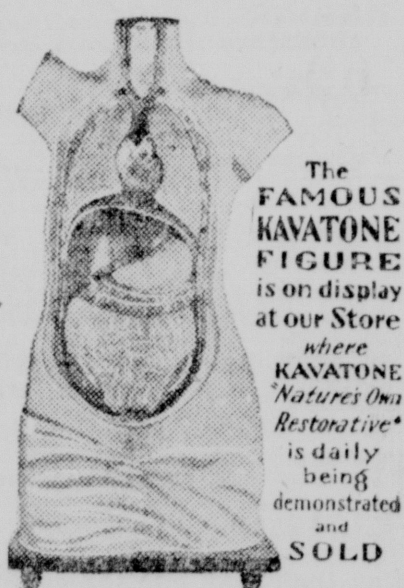 The
FAMOUS
KAVATONE
FIGURE
is on display
at our Store
where
KAVATONE
"Nature's Own
Restorative"
is daily
being
demonstrated
and
SOLD